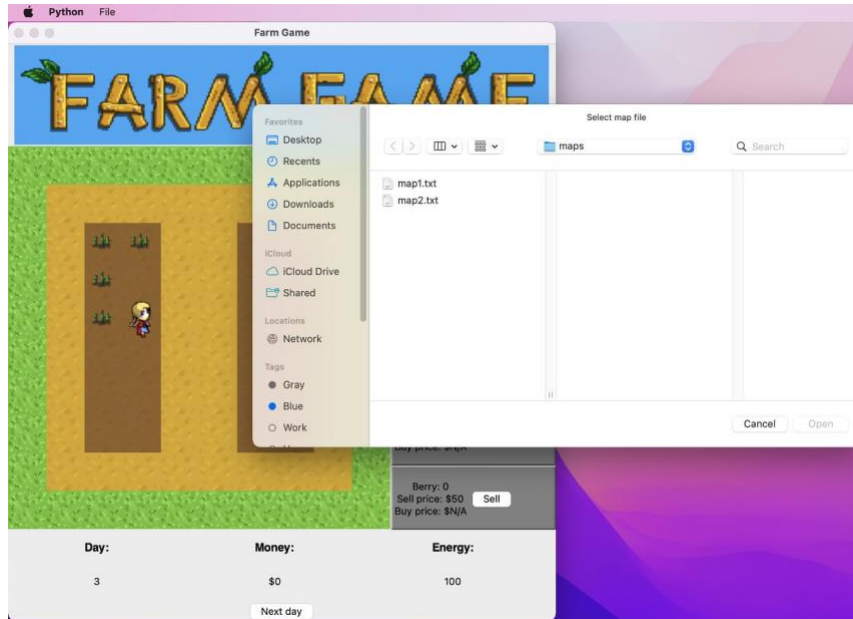 Python File
Farm Game
FARM GAME
Select map file
Favorites
Desktop
Recents
Applications
Downloads
Documents
iCloud
iCloud Drive
Shared
Locations
Network
Tags
Gray
Blue
Work
maps
Search
map1.txt
map2.txt
Cancel Open
Buy price: $N/A
Berry: 0
Sell price: $50
Buy price: $N/A
Sell
Day: Money: Energy:
3 $0 100
Next day